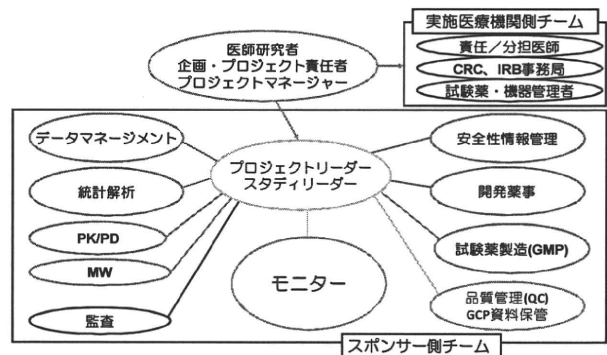 実施医療機関側チーム
責任／分担医師
CRC、IRB事務局
試験薬・機器管理者
医師研究者
企画・プロジェクト責任者
プロジェクトマネージャー
データマネージメント
統計解析
PK/PD
MW
監査
プロジェクトリーダー
スタディリーダー
モニター
安全性情報管理
開発薬事
試験薬製造(GMP)
品質管理(QC)
GCP資料保管
スポンサー側チーム